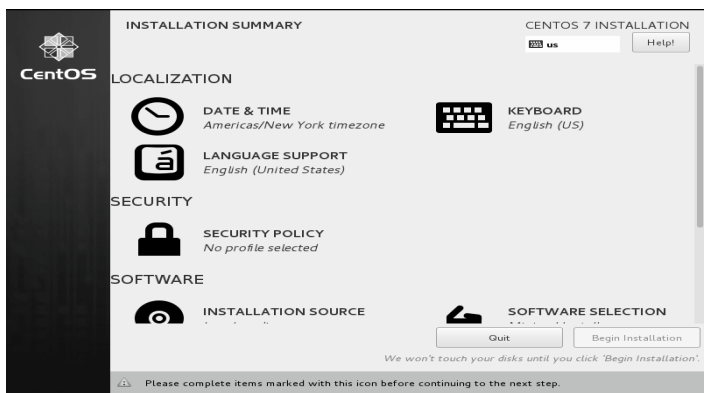 INSTALLATION SUMMARY
CENTOS 7 INSTALLATION
us
Help!
CentOS
LOCALIZATION
DATE & TIME
Americas/New York timezone
KEYBOARD
English (US)
LANGUAGE SUPPORT
English (United States)
SECURITY
SECURITY POLICY
No profile selected
SOFTWARE
INSTALLATION SOURCE
SOFTWARE SELECTION
Quit
Begin Installation
We won't touch your disks until you click 'Begin Installation'.
Please complete items marked with this icon before continuing to the next step.